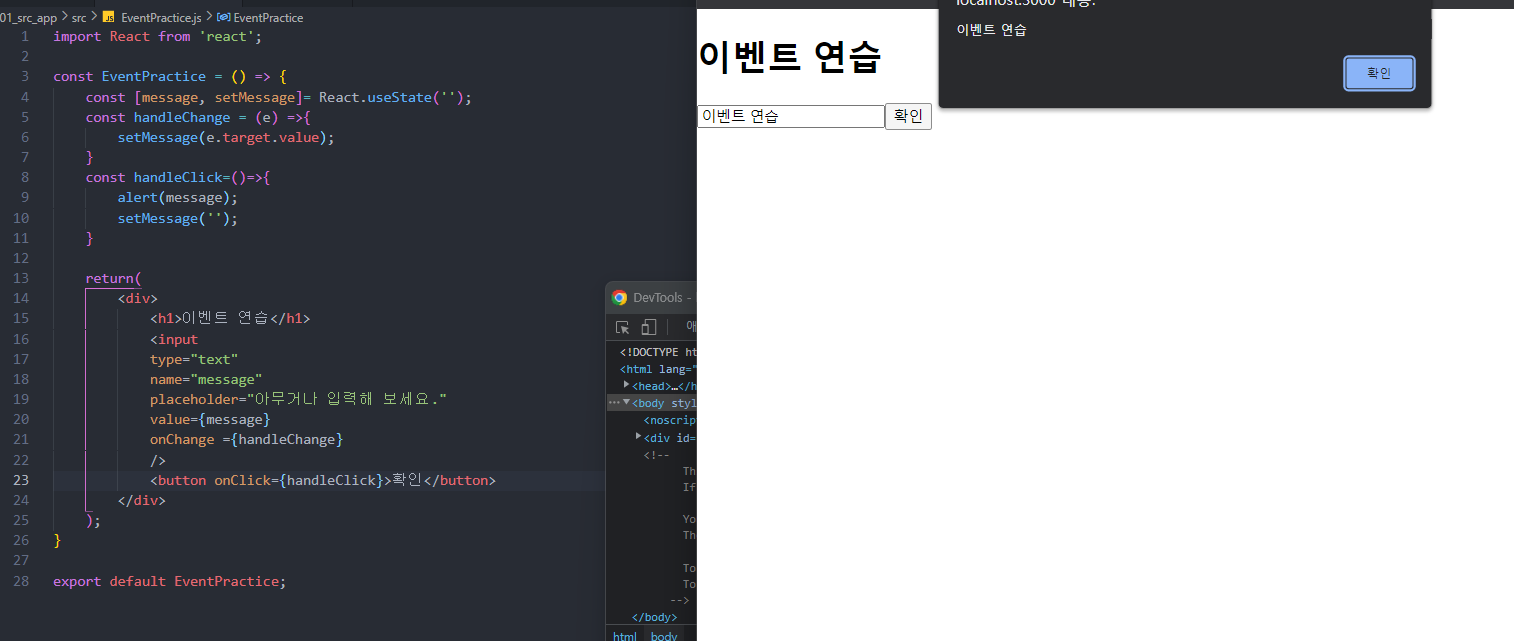 01_src_app > src > JS EventPractice.js > EventPractice
1 import React from 'react';
2
3 const EventPractice = () => {
4 const [message, setMessage]= React.useState('');
5 const handleChange = (e) =>{
6 setMessage(e.target.value);
7 }
8 const handleClick=()=>{
9 alert(message);
10 setMessage('');
11 }
12
13 return(
14 <div>
15 <h1>이벤트 연습</h1>
16 <input
17 type="text"
18 name="message"
19 placeholder="아무거나 입력해 보세요."
20 value={message}
21 onChange ={handleChange}
22 />
23 <button onClick={handleClick}>확인</button>
24 </div>
25 );
26 }
27
28 export default EventPractice;
DevTools -
<!DOCTYPE ht
<html lang="
<head>…</h
<body styl
<noscrip
<div id=
<!--
Th
If
Yo
Th
To
To
-->
</body>
html body
이벤트 연습
이벤트 연습 확인
localhost:3000 내용:
이벤트 연습
확인